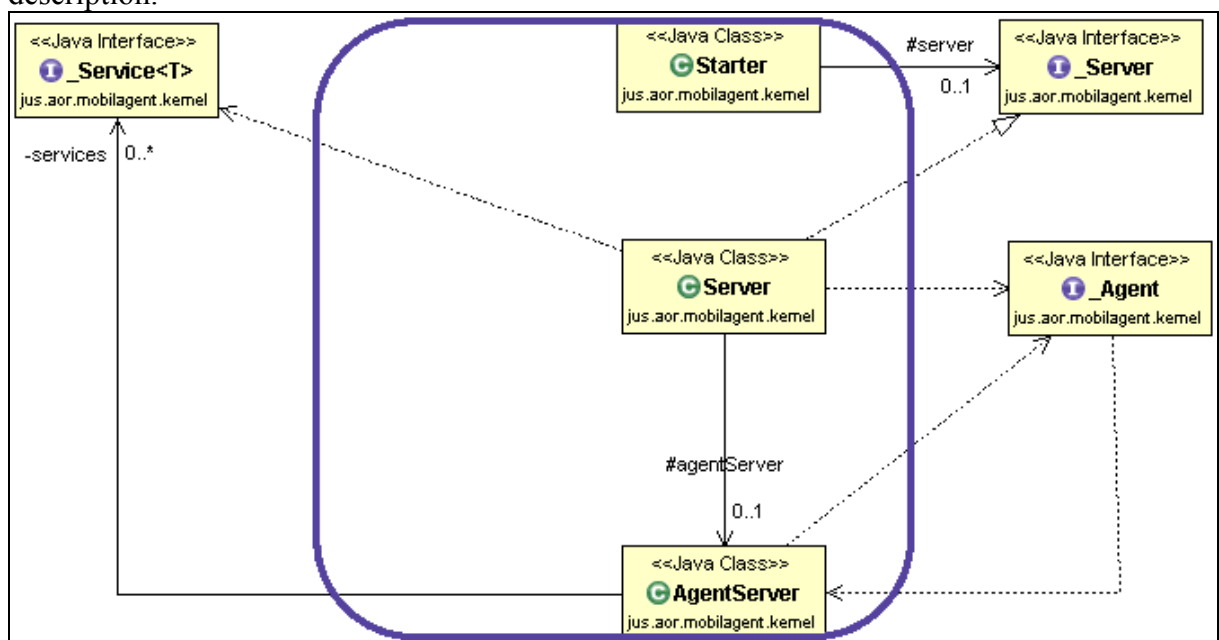 description.
<<Java Interface>>
I _Service<T>
jus.aor.mobilagent.kernel
<<Java Class>>
C Starter
jus.aor.mobilagent.kernel
#server
0..1
<<Java Interface>>
I _Server
jus.aor.mobilagent.kernel
-services 0..*
<<Java Class>>
C Server
jus.aor.mobilagent.kernel
<<Java Interface>>
I _Agent
jus.aor.mobilagent.kernel
#agentServer
0..1
<<Java Class>>
C AgentServer
jus.aor.mobilagent.kernel